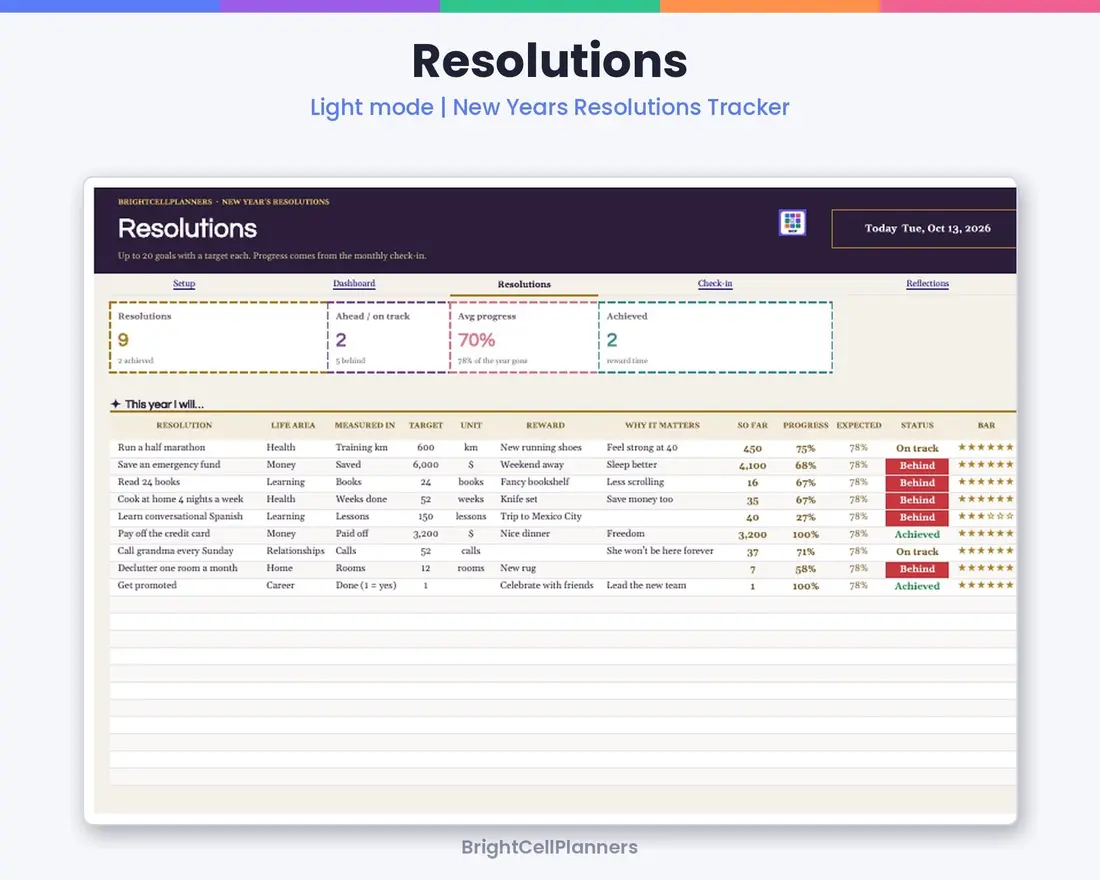 Resolutions
Light mode | New Years Resolutions Tracker
BRIGHTCELLPLANNERS · NEW YEAR'S RESOLUTIONS
Resolutions
Today Tue, Oct 13, 2026
Up to 20 goals with a target each. Progress comes from the monthly check-in.
Setup Dashboard Resolutions Check-in Reflections
Resolutions Ahead / on track Avg progress Achieved
9 2 70% 2
2 achieved 5 behind 78% of the year gone reward time
✦ This year I will...
RESOLUTION LIFE AREA MEASURED IN TARGET UNIT REWARD WHY IT MATTERS SO FAR PROGRESS EXPECTED STATUS BAR
Run a half marathon Health Training km 600 km New running shoes Feel strong at 40 450 75% 78% On track ★★★★★★
Save an emergency fund Money Saved 6,000 $ Weekend away Sleep better 4,100 68% 78% Behind ★★★★★★
Read 24 books Learning Books 24 books Fancy bookshelf Less scrolling 16 67% 78% Behind ★★★★★★
Cook at home 4 nights a week Health Weeks done 52 weeks Knife set Save money too 35 67% 78% Behind ★★★★★★
Learn conversational Spanish Learning Lessons 150 lessons Trip to Mexico City 40 27% 78% Behind ★★★☆☆☆
Pay off the credit card Money Paid off 3,200 $ Nice dinner Freedom 3,200 100% 78% Achieved ★★★★★★
Call grandma every Sunday Relationships Calls 52 calls She won't be here forever 37 71% 78% On track ★★★★★★
Declutter one room a month Home Rooms 12 rooms New rug 7 58% 78% Behind ★★★★★★
Get promoted Career Done (1 = yes) 1 Celebrate with friends Lead the new team 1 100% 78% Achieved ★★★★★★
BrightCellPlanners